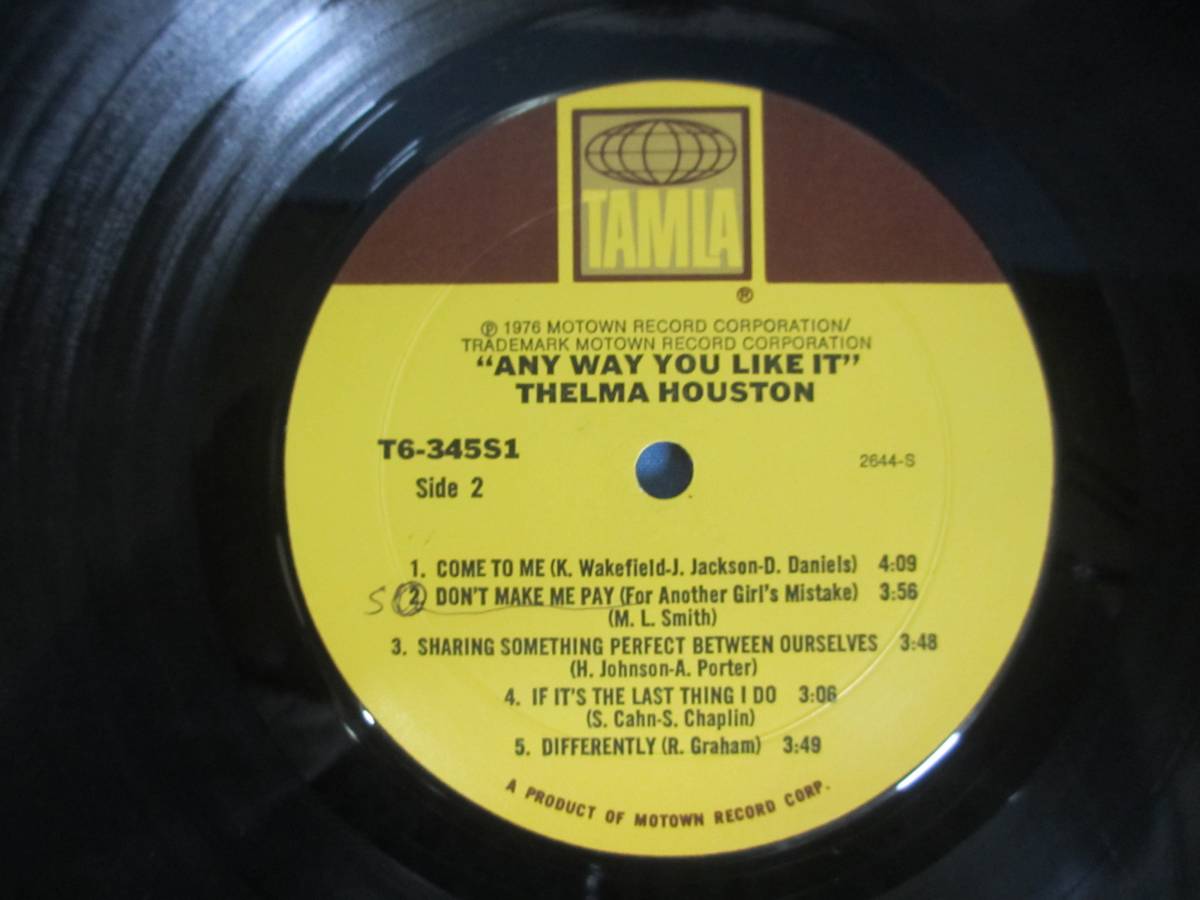 TAMLA
®
℗ 1976 MOTOWN RECORD CORPORATION/
TRADEMARK MOTOWN RECORD CORPORATION
“ANY WAY YOU LIKE IT”
THELMA HOUSTON
T6-345S1
2644-S
Side 2
1. COME TO ME (K. Wakefield-J. Jackson-D. Daniels) 4:09
S 2. DON'T MAKE ME PAY (For Another Girl's Mistake) 3:56
(M. L. Smith)
3. SHARING SOMETHING PERFECT BETWEEN OURSELVES 3:48
(H. Johnson-A. Porter)
4. IF IT'S THE LAST THING I DO 3:06
(S. Cahn-S. Chaplin)
5. DIFFERENTLY (R. Graham) 3:49
A PRODUCT OF MOTOWN RECORD CORP.